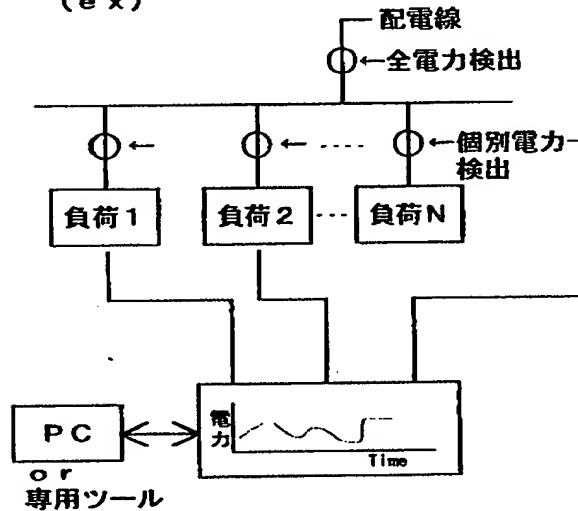 (ex)
配電線
←全電力検出
← ← ‥‥ ←個別電力
検出
負荷1 負荷2 ‥‥ 負荷N
電力
Time
PC
or
専用ツール